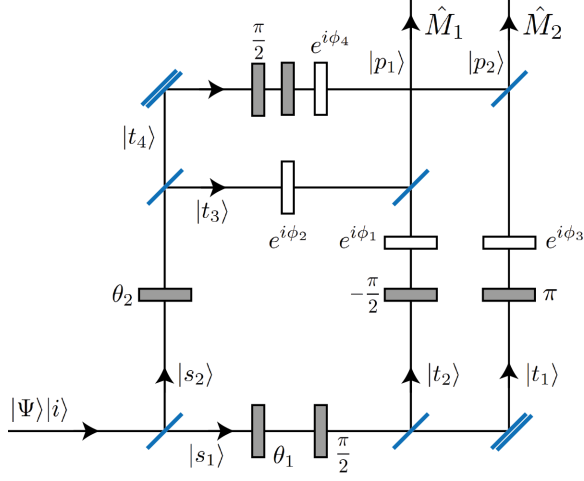 M̂₁ M̂₂
π/2 e^{iϕ₄} |p₁⟩ |p₂⟩
|t₄⟩
|t₃⟩
e^{iϕ₂} e^{iϕ₁} e^{iϕ₃}
θ₂ -π/2 π
|s₂⟩ |t₂⟩ |t₁⟩
|Ψ⟩|i⟩
|s₁⟩ θ₁ π/2